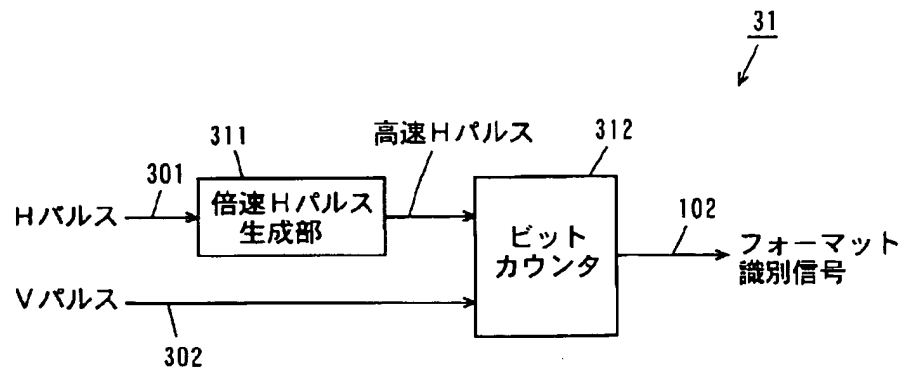 31
311
高速Hパルス
312
301
倍速Hパルス
生成部
Hパルス
ビット
カウンタ
102
フォーマット
識別信号
Vパルス
302